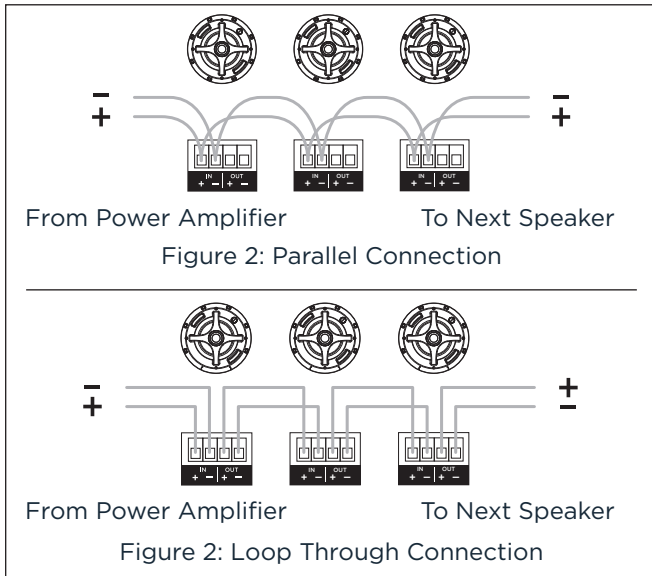 −
+
−
+
IN OUT
+ − + −
IN OUT
+ − + −
IN OUT
+ − + −
From Power Amplifier To Next Speaker
Figure 2: Parallel Connection
−
+
+
−
IN OUT
+ − + −
IN OUT
+ − + −
IN OUT
+ − + −
From Power Amplifier To Next Speaker
Figure 2: Loop Through Connection